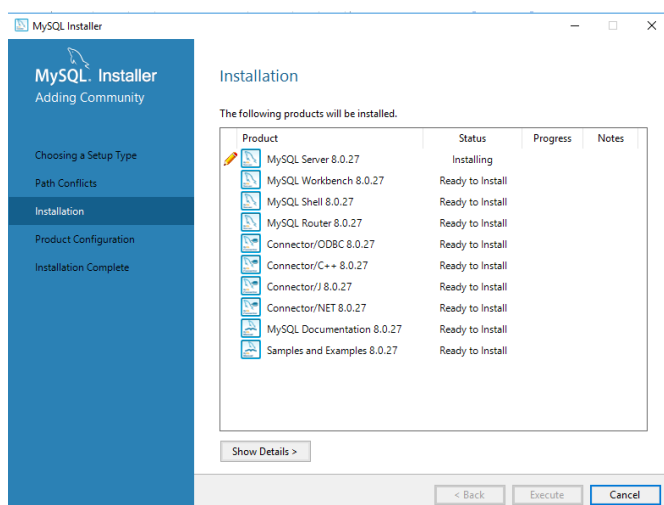 MySQL Installer
MySQL. Installer
Adding Community
Choosing a Setup Type
Path Conflicts
Installation
Product Configuration
Installation Complete
Installation
The following products will be installed.
Product Status Progress Notes
MySQL Server 8.0.27 Installing
MySQL Workbench 8.0.27 Ready to Install
MySQL Shell 8.0.27 Ready to Install
MySQL Router 8.0.27 Ready to Install
Connector/ODBC 8.0.27 Ready to Install
Connector/C++ 8.0.27 Ready to Install
Connector/J 8.0.27 Ready to Install
Connector/NET 8.0.27 Ready to Install
MySQL Documentation 8.0.27 Ready to Install
Samples and Examples 8.0.27 Ready to Install
Show Details >
< Back Execute Cancel